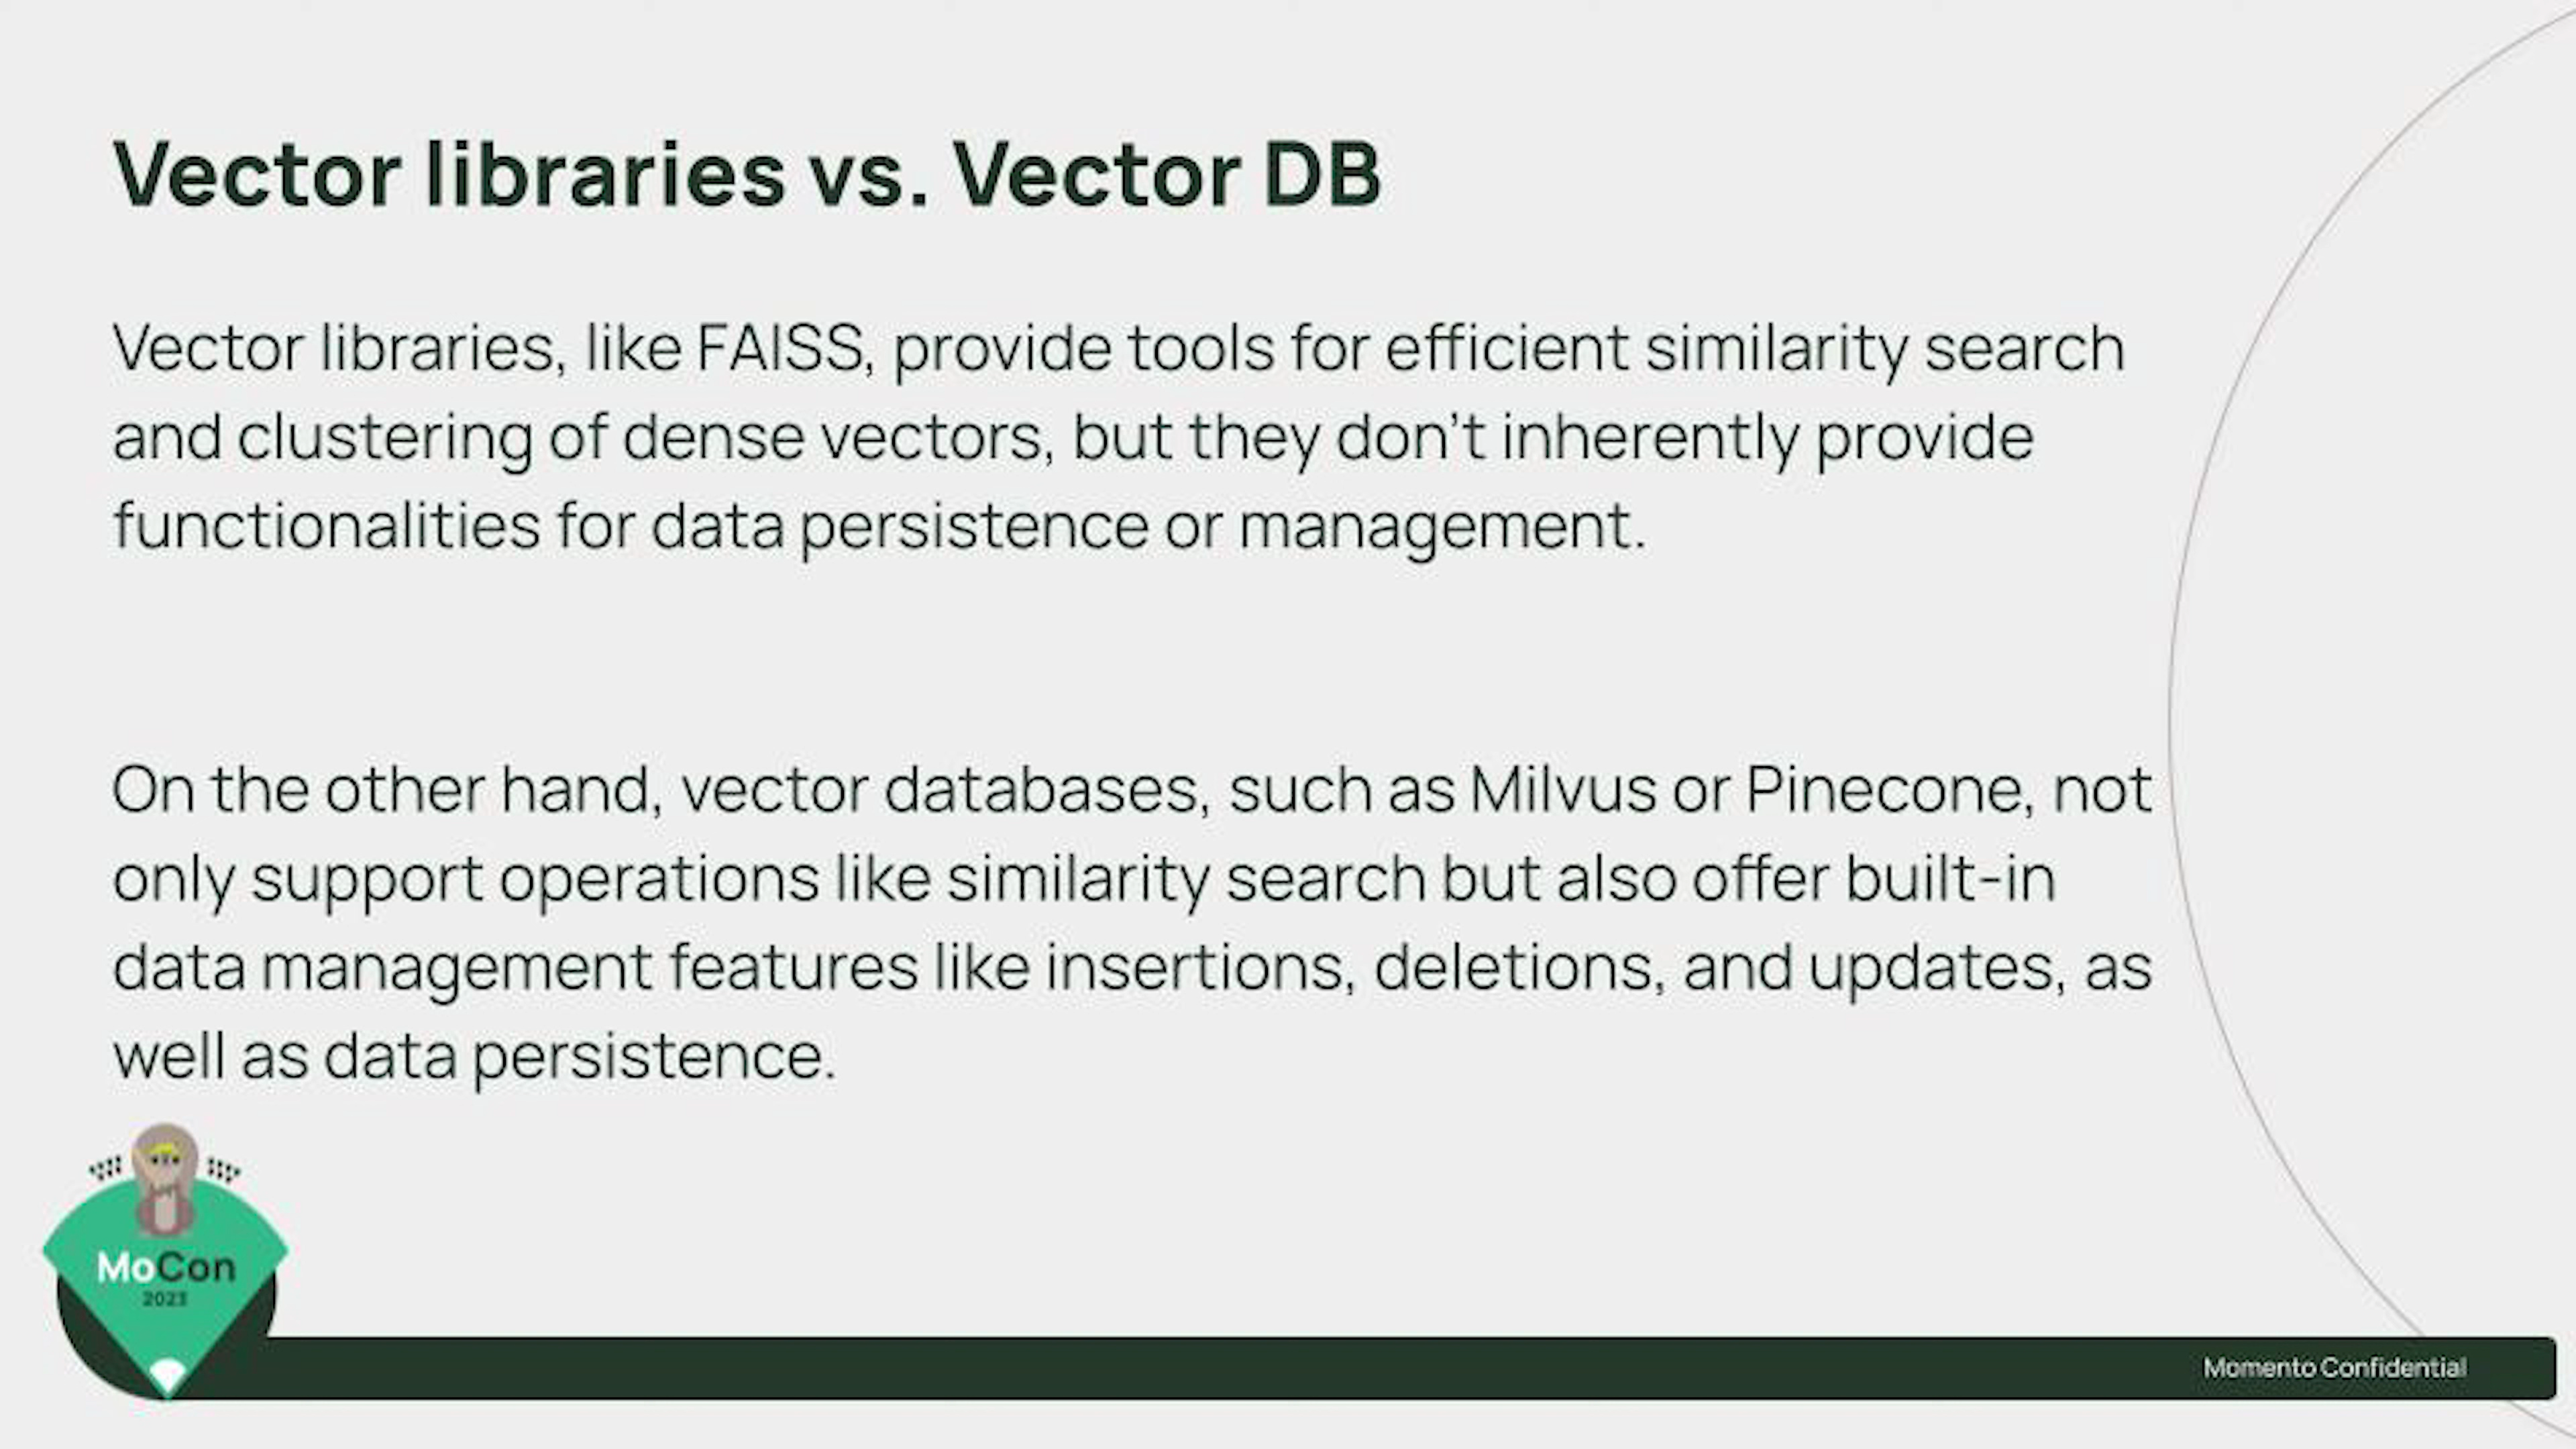 Vector libraries vs. Vector DB
Vector libraries, like FAISS, provide tools for efficient similarity search
and clustering of dense vectors, but they don't inherently provide
functionalities for data persistence or management.
On the other hand, vector databases, such as Milvus or Pinecone, not
only support operations like similarity search but also offer built-in
data management features like insertions, deletions, and updates, as
well as data persistence.
MoCon
2023
Momento Confidential